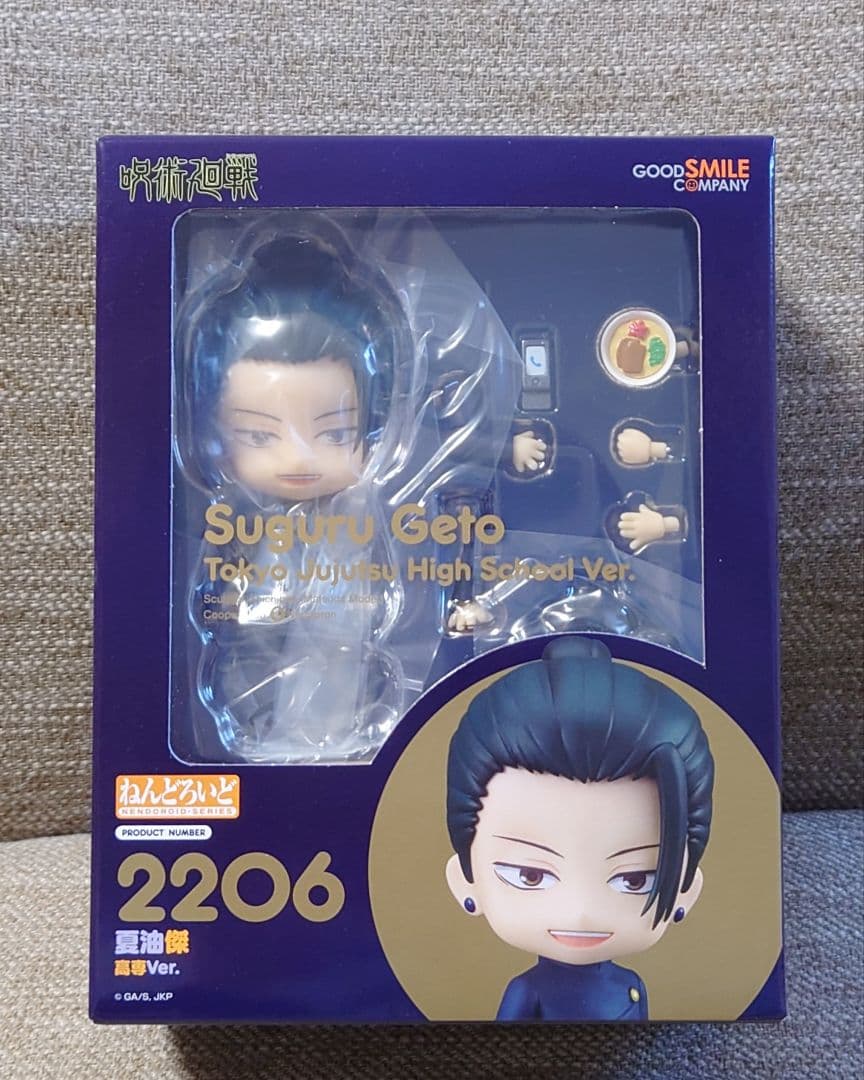 呪術廻戦
GOOD SMILE
COMPANY
Suguru Geto
Tokyo Jujutsu High School Ver.
ねんどろいど
NENDOROID·SERIES
PRODUCT NUMBER
2206
夏油傑
高専Ver.
© GA/S, JKP